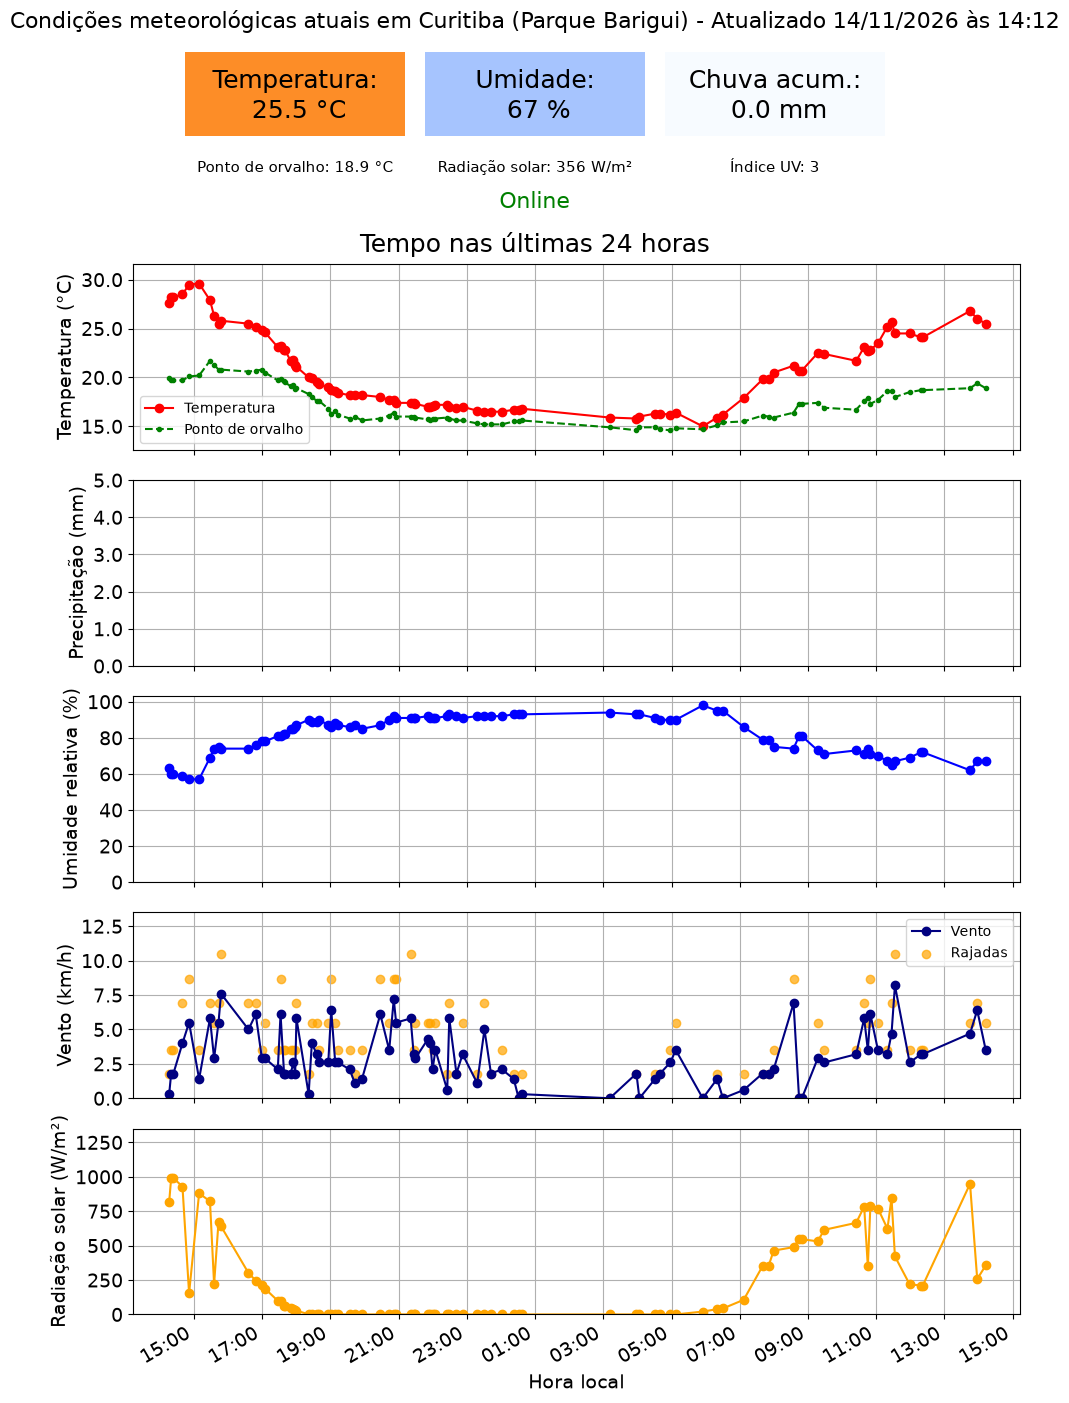 Condições meteorológicas atuais em Curitiba (Parque Barigui) - Atualizado 14/11/2026 às 14:12
Temperatura:
25.5 °C
Umidade:
67 %
Chuva acum.:
0.0 mm
Ponto de orvalho: 18.9 °C
Radiação solar: 356 W/m²
Índice UV: 3
Online
Tempo nas últimas 24 horas
Temperatura (°C)
30.0
25.0
20.0
15.0
Temperatura
Ponto de orvalho
Precipitação (mm)
5.0
4.0
3.0
2.0
1.0
0.0
Umidade relativa (%)
100
80
60
40
20
0
Vento (km/h)
12.5
10.0
7.5
5.0
2.5
0.0
Vento
Rajadas
Radiação solar (W/m²)
1250
1000
750
500
250
0
15:00
17:00
19:00
21:00
23:00
01:00
03:00
05:00
07:00
09:00
11:00
13:00
15:00
Hora local